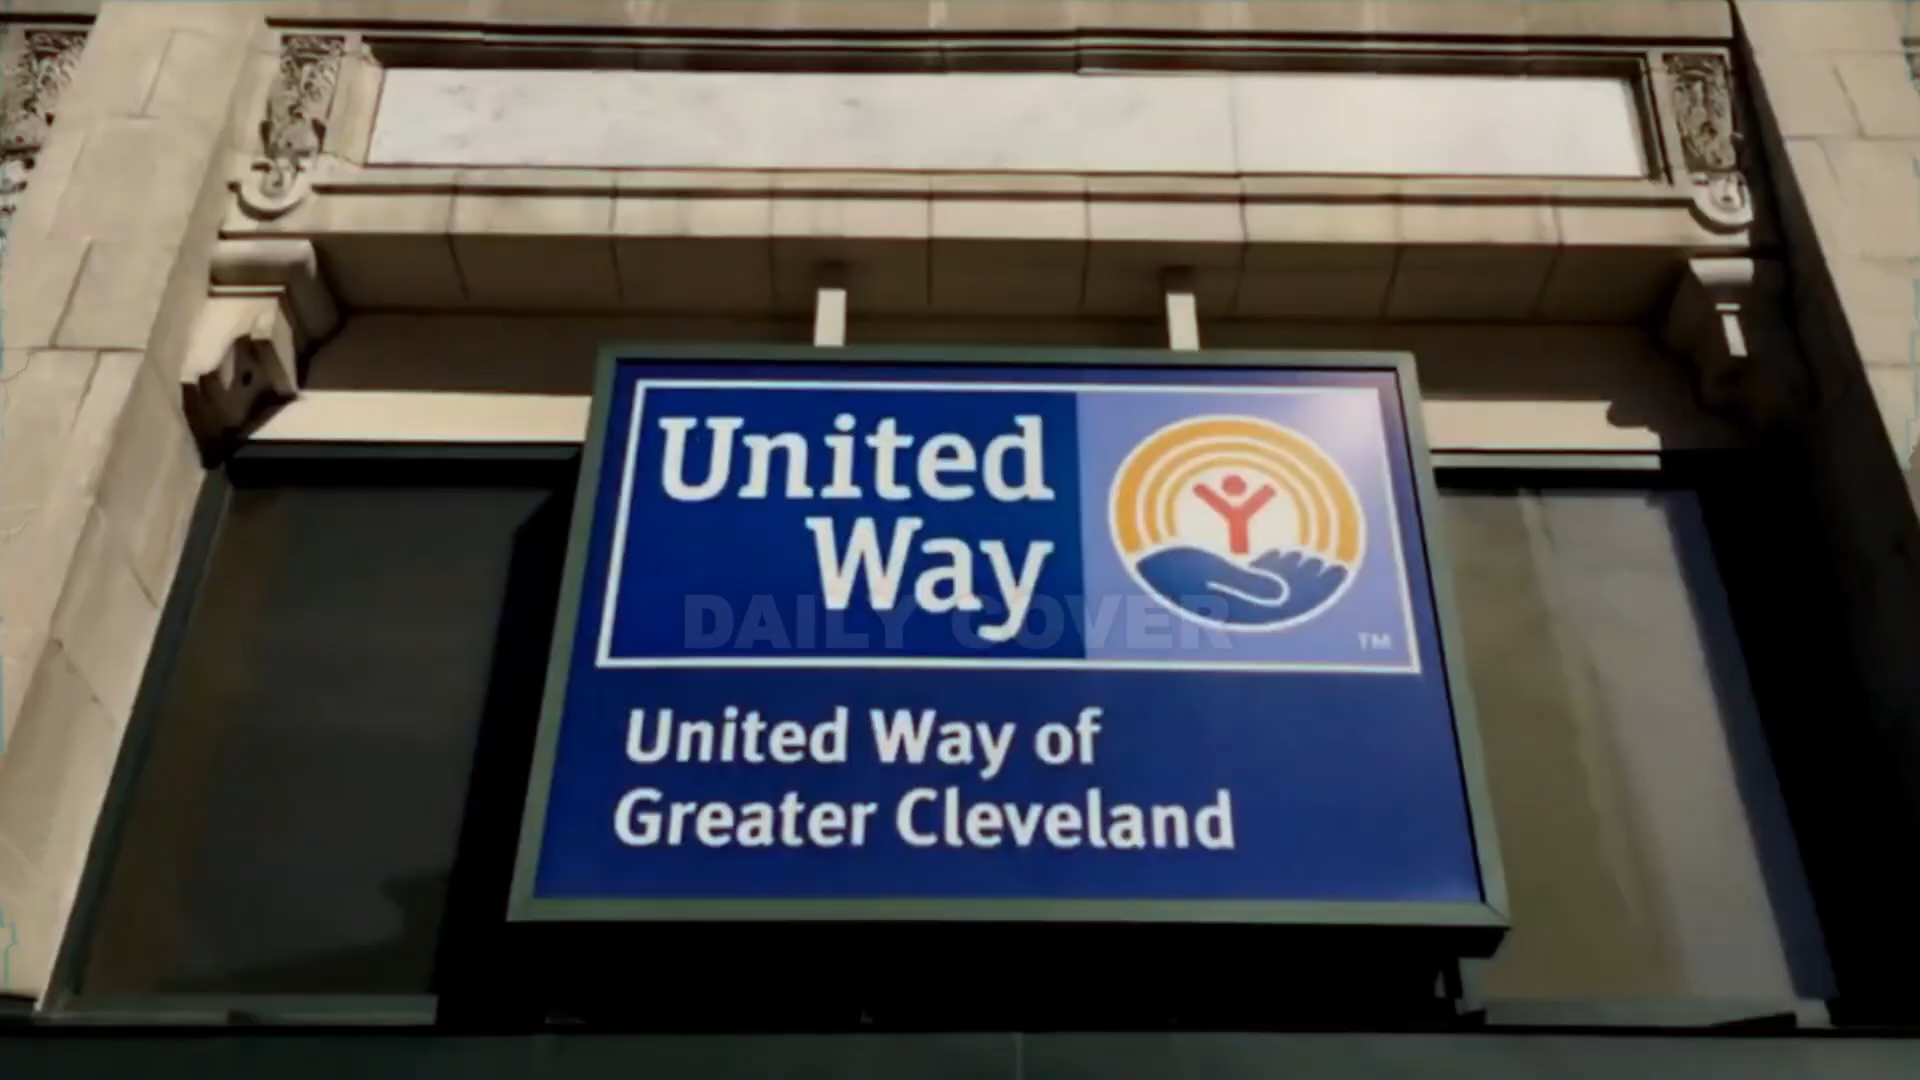 United
Way
DAILY COVER
TM
United Way of
Greater Cleveland